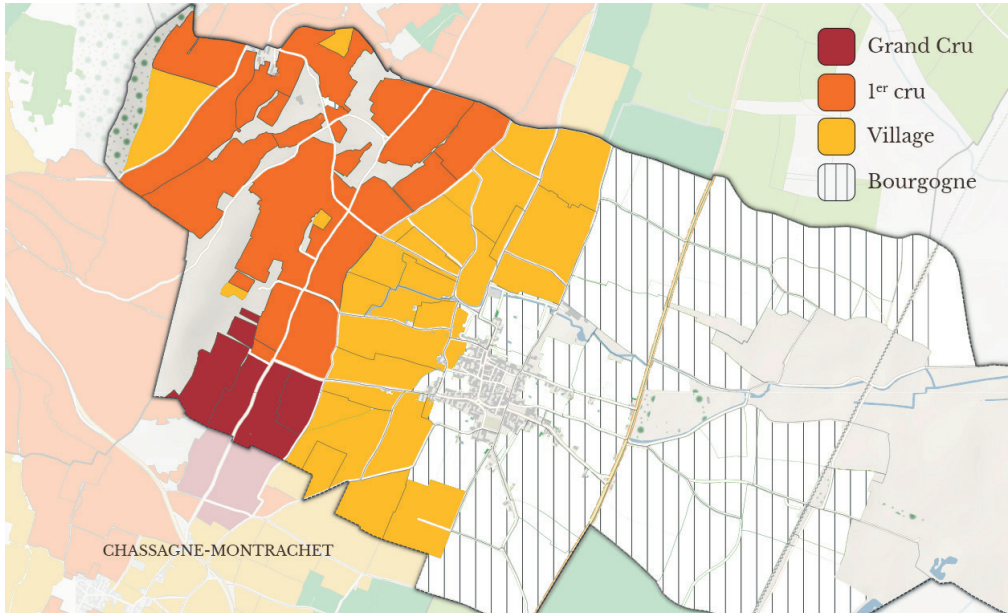 Grand Cru
1er cru
Village
Bourgogne
CHASSAGNE-MONTRACHET